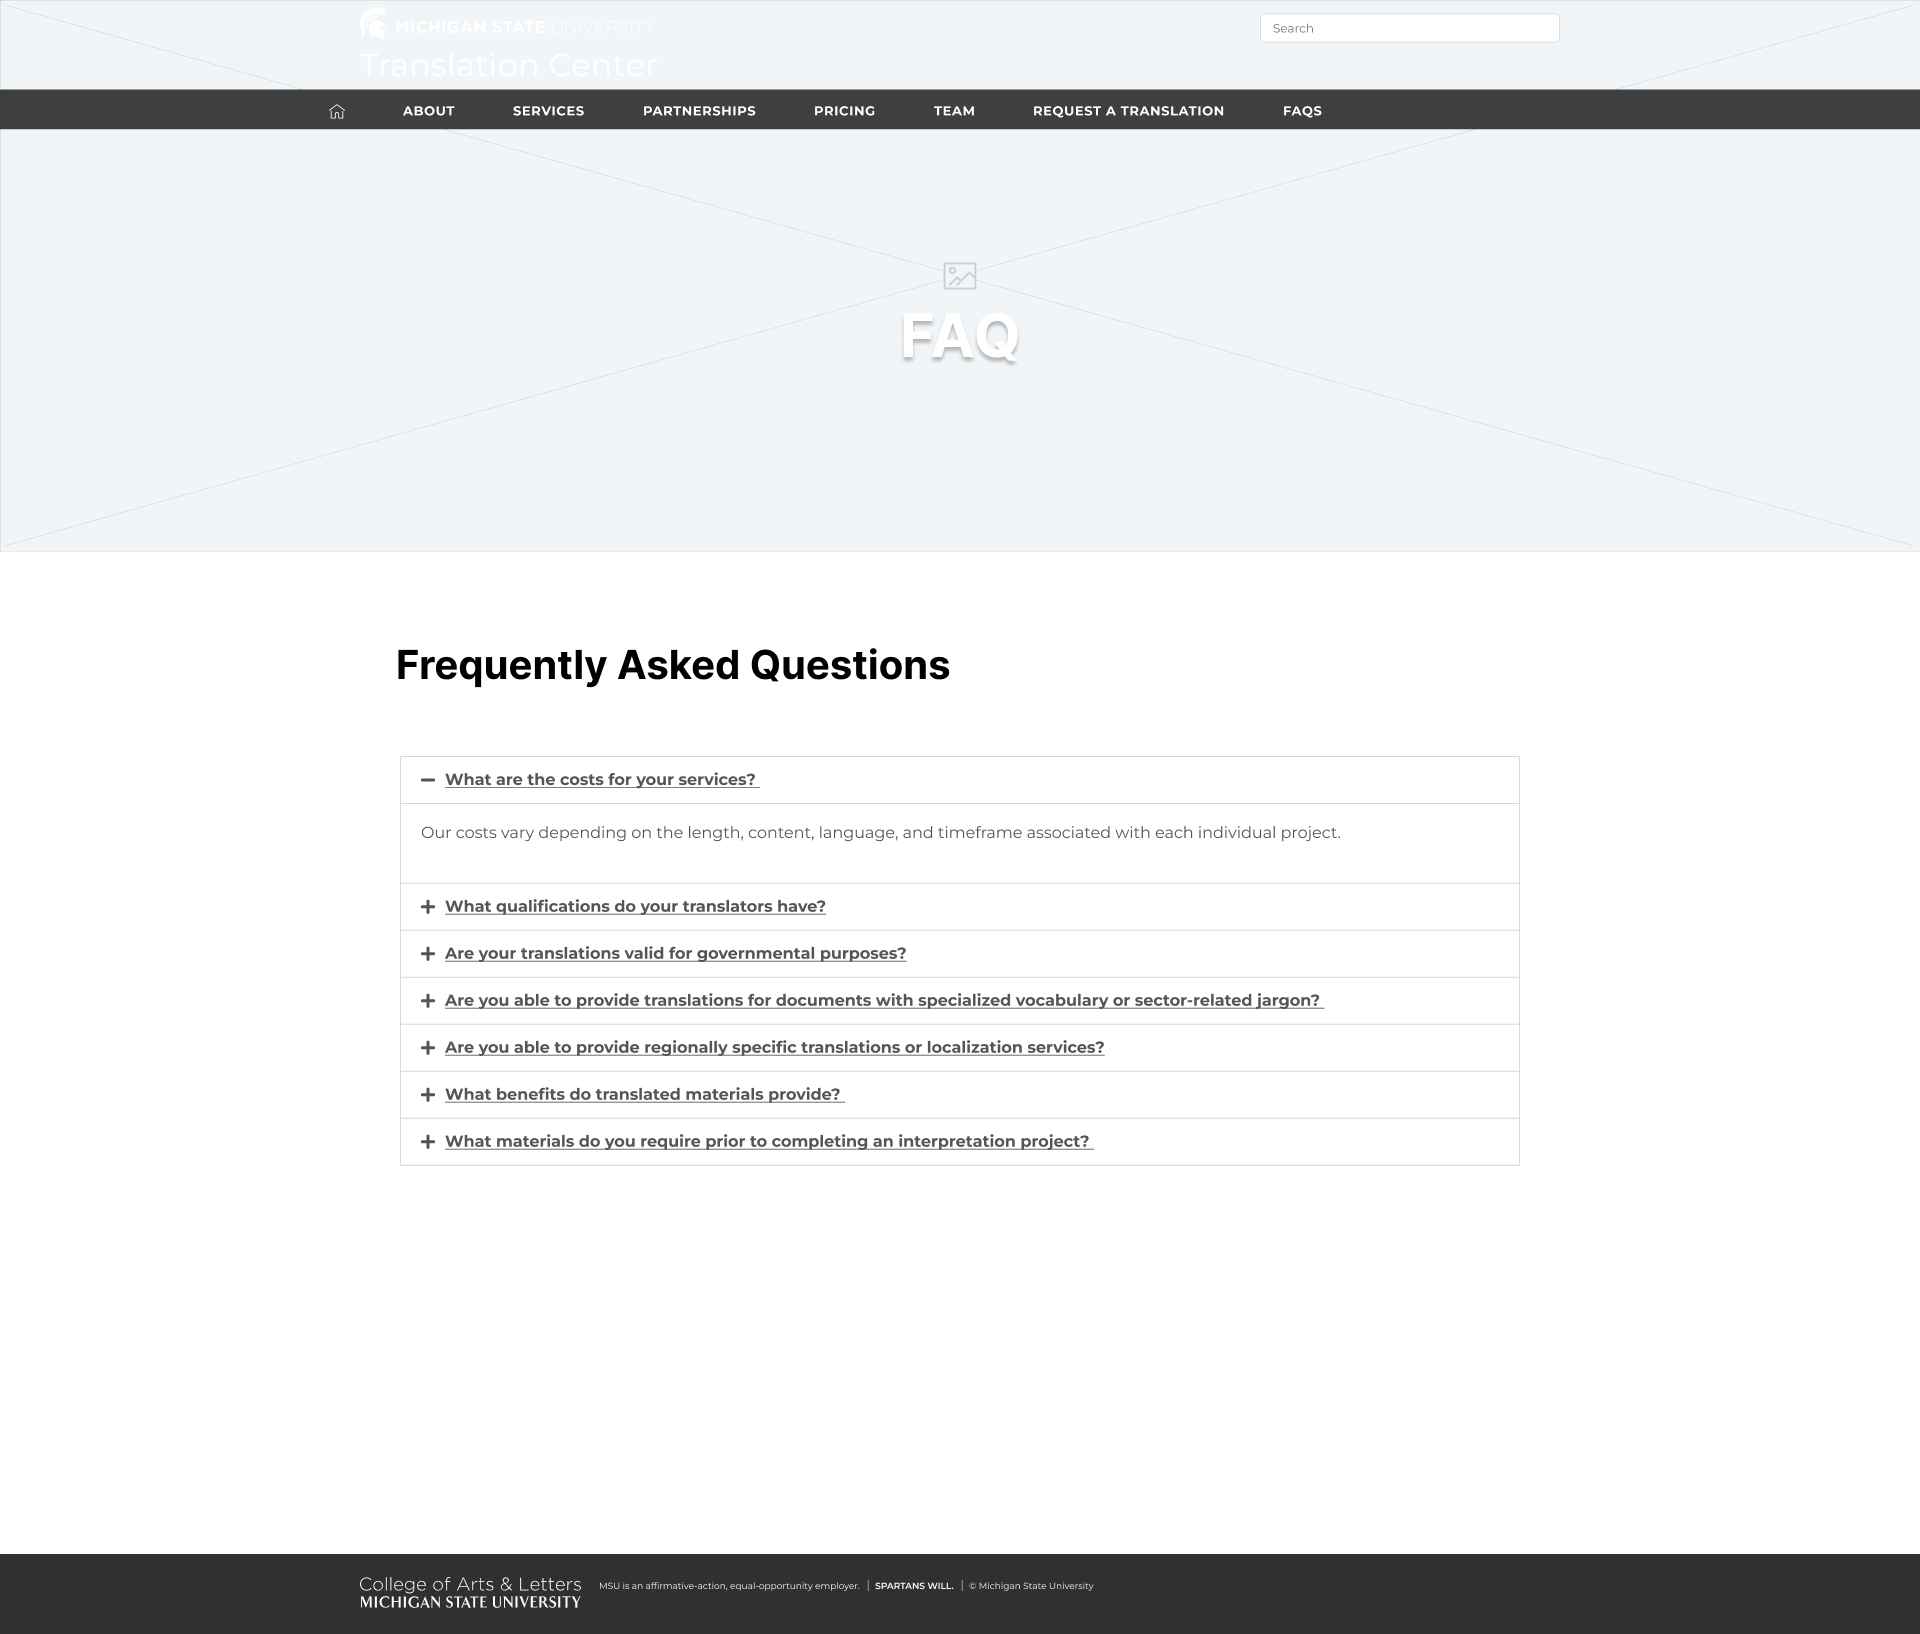 MICHIGAN STATE UNIVERSITY
Translation Center
Search
ABOUT SERVICES PARTNERSHIPS PRICING TEAM REQUEST A TRANSLATION FAQS
FAQ
Frequently Asked Questions
What are the costs for your services?
Our costs vary depending on the length, content, language, and timeframe associated with each individual project.
What qualifications do your translators have?
Are your translations valid for governmental purposes?
Are you able to provide translations for documents with specialized vocabulary or sector-related jargon?
Are you able to provide regionally specific translations or localization services?
What benefits do translated materials provide?
What materials do you require prior to completing an interpretation project?
College of Arts & Letters
MICHIGAN STATE UNIVERSITY
MSU is an affirmative-action, equal-opportunity employer. | SPARTANS WILL. | © Michigan State University